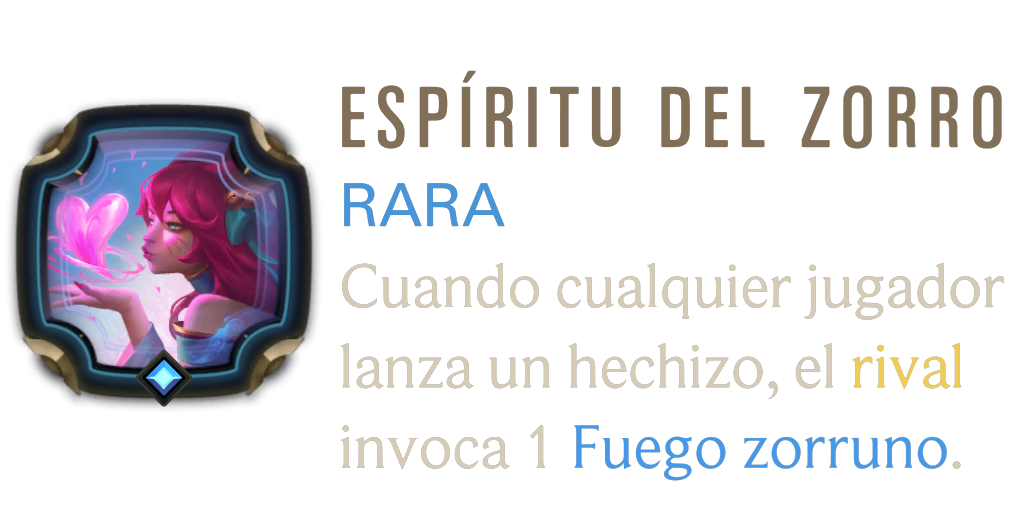 ESPÍRITU DEL ZORRO
RARA
Cuando cualquier jugador
lanza un hechizo, el rival
invoca 1 Fuego zorruno.